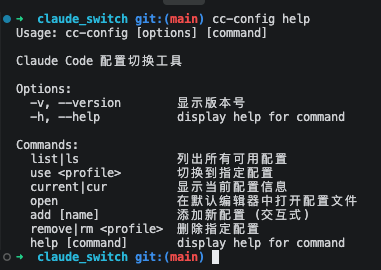 ➜ claude_switch git:(main) cc-config help
Usage: cc-config [options] [command]

Claude Code 配置切换工具

Options:
  -v, --version        显示版本号
  -h, --help           display help for command

Commands:
  list|ls              列出所有可用配置
  use <profile>        切换到指定配置
  current|cur          显示当前配置信息
  open                 在默认编辑器中打开配置文件
  add [name]           添加新配置 (交互式)
  remove|rm <profile>  删除指定配置
  help [command]       display help for command
➜ claude_switch git:(main)